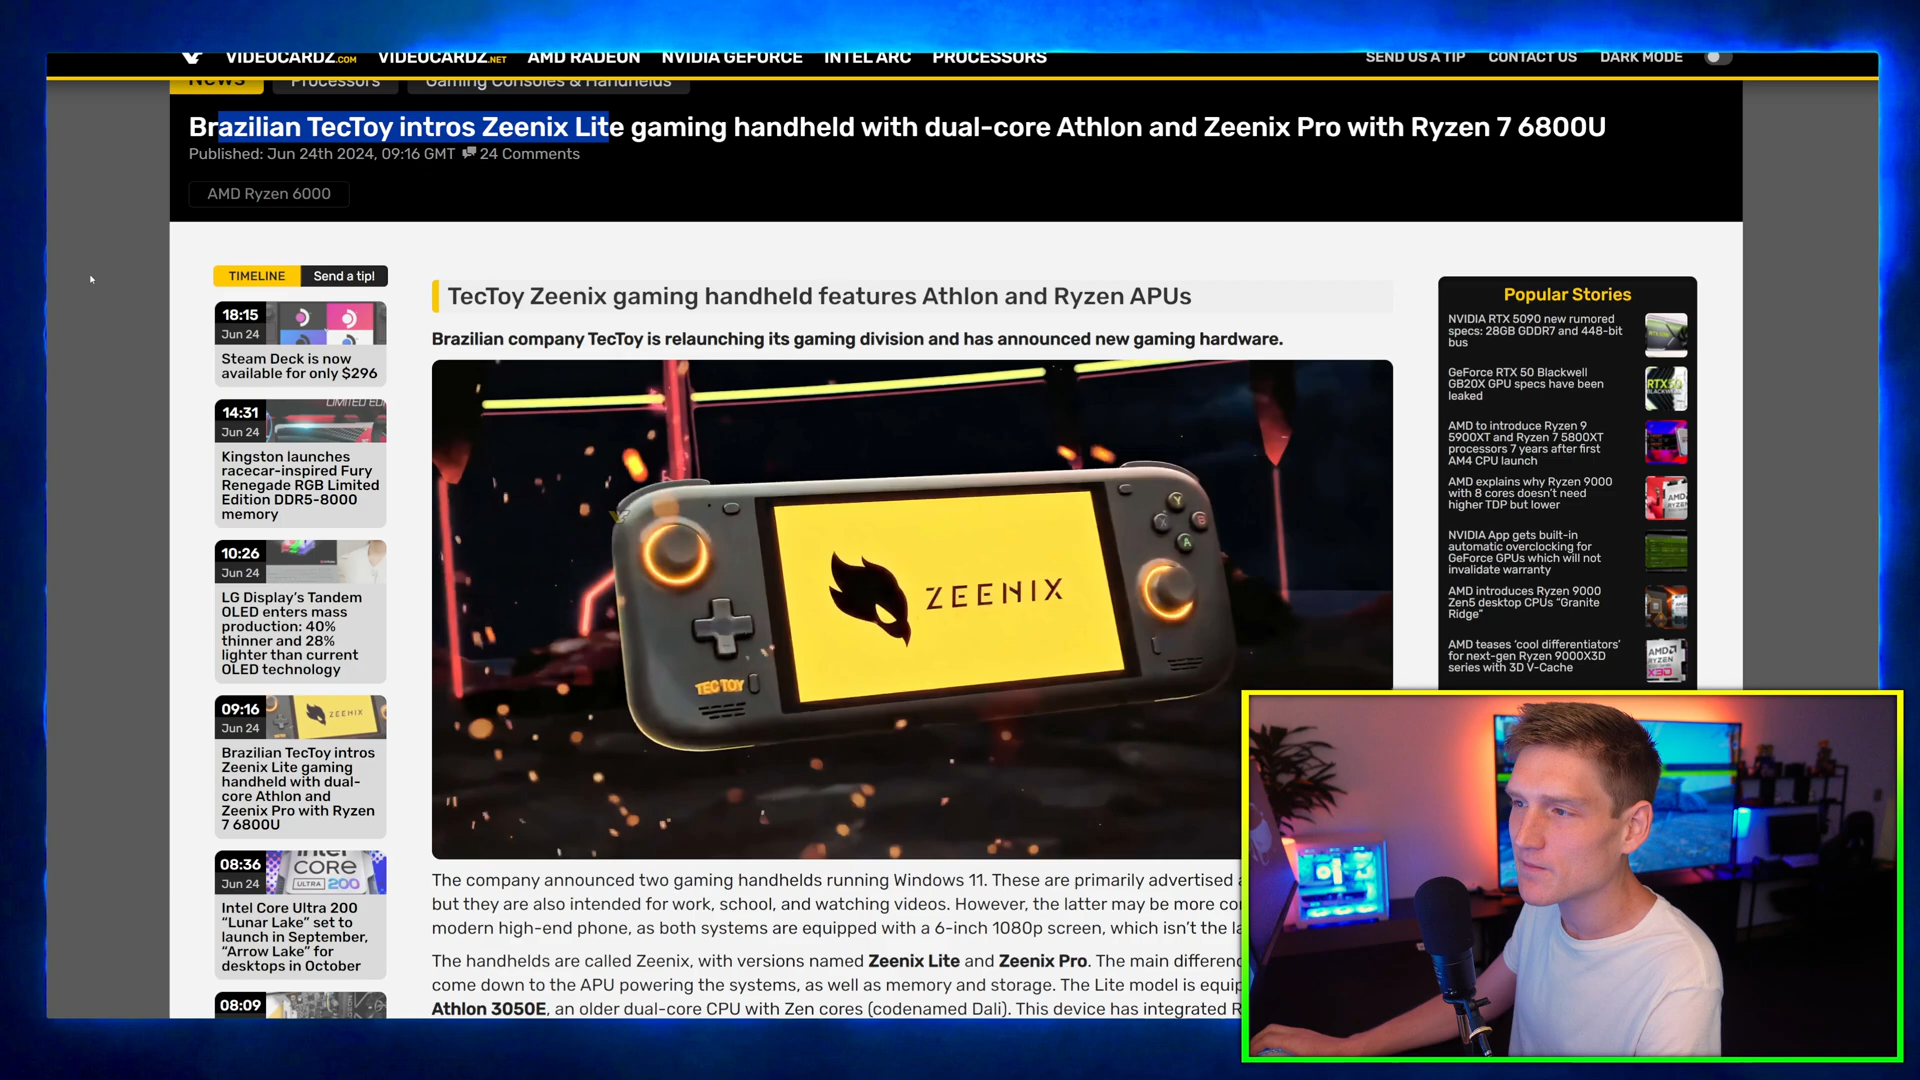 VIDEOCARDZ.COM VIDEOCARDZ.NET AMD RADEON NVIDIA GEFORCE INTEL ARC PROCESSORS SEND US A TIP CONTACT US DARK MODE
News Processors Gaming Consoles & Handhelds
Brazilian TecToy intros Zeenix Lite gaming handheld with dual-core Athlon and Zeenix Pro with Ryzen 7 6800U
Published: Jun 24th 2024, 09:16 GMT 24 Comments
AMD Ryzen 6000
TIMELINE Send a tip!
18:15
Jun 24
Steam Deck is now
available for only $296
14:31
Jun 24
LIMITED ED
Kingston launches
racecar-inspired Fury
Renegade RGB Limited
Edition DDR5-8000
memory
10:26
Jun 24
LG Display's Tandem
OLED enters mass
production: 40%
thinner and 28%
lighter than current
OLED technology
09:16
Jun 24
ZEENIX
Brazilian TecToy intros
Zeenix Lite gaming
handheld with dual-
core Athlon and
Zeenix Pro with Ryzen
7 6800U
08:36
Jun 24
intel
CORE
ULTRA 200
Intel Core Ultra 200
“Lunar Lake” set to
launch in September,
“Arrow Lake” for
desktops in October
08:09
TecToy Zeenix gaming handheld features Athlon and Ryzen APUs
Brazilian company TecToy is relaunching its gaming division and has announced new gaming hardware.
ZEENIX
TECTOY
Y
X
B
A
The company announced two gaming handhelds running Windows 11. These are primarily advertised
but they are also intended for work, school, and watching videos. However, the latter may be more
modern high-end phone, as both systems are equipped with a 6-inch 1080p screen, which isn't the
The handhelds are called Zeenix, with versions named Zeenix Lite and Zeenix Pro. The main
come down to the APU powering the systems, as well as memory and storage. The Lite model is
Athlon 3050E, an older dual-core CPU with Zen cores (codenamed Dali). This device has integrated R
Popular Stories
NVIDIA RTX 5090 new rumored
specs: 28GB GDDR7 and 448-bit
bus
GeForce RTX 50 Blackwell
GB20X GPU specs have been
leaked
RTX50
AMD to introduce Ryzen 9
5900XT and Ryzen 7 5800XT
processors 7 years after first
AM4 CPU launch
AMD explains why Ryzen 9000
with 8 cores doesn't need
higher TDP but lower
AMD
NVIDIA App gets built-in
automatic overclocking for
GeForce GPUs which will not
invalidate warranty
AMD introduces Ryzen 9000
Zen5 desktop CPUs “Granite
Ridge”
AMD teases ‘cool differentiators’
for next-gen Ryzen 9000X3D
series with 3D V-Cache
AMD
RYZEN
X3D